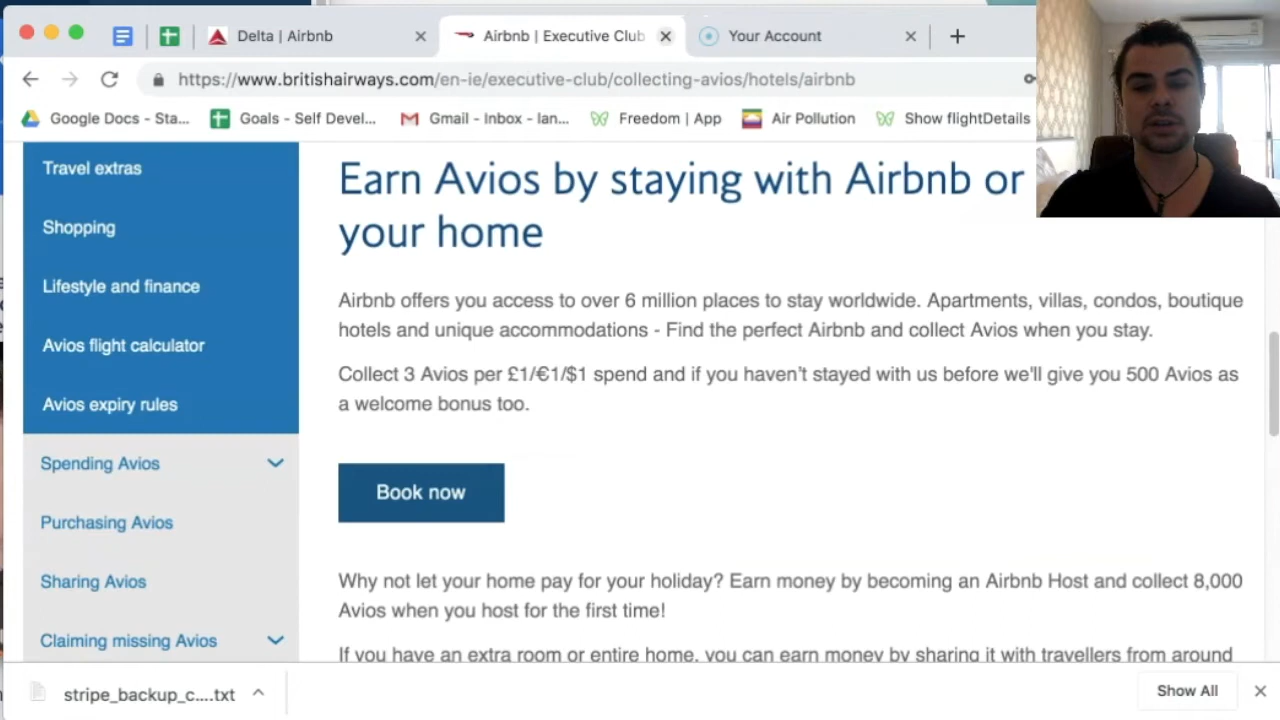 Delta | Airbnb
Airbnb | Executive Club
Your Account
https://www.britishairways.com/en-ie/executive-club/collecting-avios/hotels/airbnb
Google Docs - Sta...
Goals - Self Devel...
Gmail - Inbox - Ian...
Freedom | App
Air Pollution
Show flightDetails
Travel extras
Shopping
Lifestyle and finance
Avios flight calculator
Avios expiry rules
Spending Avios
Purchasing Avios
Sharing Avios
Claiming missing Avios
Earn Avios by staying with Airbnb or
your home
Airbnb offers you access to over 6 million places to stay worldwide. Apartments, villas, condos, boutique
hotels and unique accommodations - Find the perfect Airbnb and collect Avios when you stay.
Collect 3 Avios per £1/€1/$1 spend and if you haven't stayed with us before we'll give you 500 Avios as
a welcome bonus too.
Book now
Why not let your home pay for your holiday? Earn money by becoming an Airbnb Host and collect 8,000
Avios when you host for the first time!
If you have an extra room or entire home, you can earn money by sharing it with travellers from around
stripe_backup_c....txt
Show All